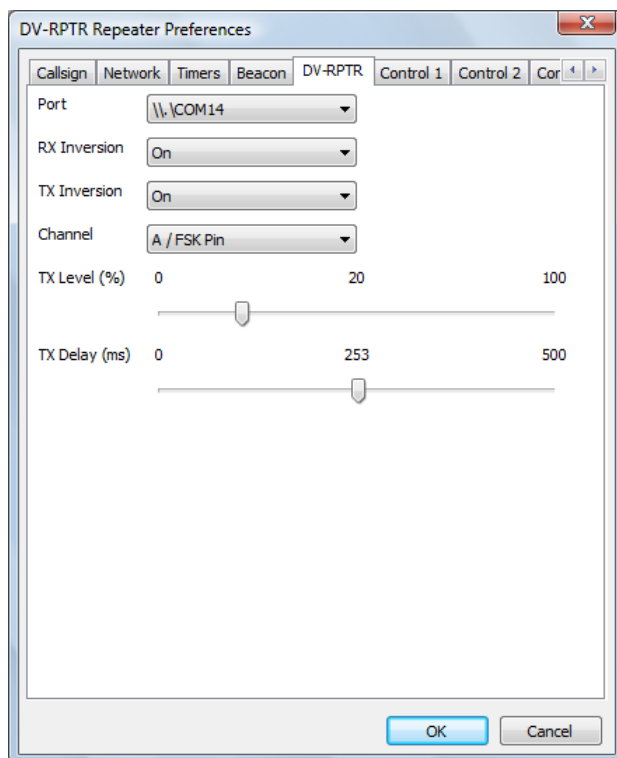 DV-RPTR Repeater Preferences
Callsign Network Timers Beacon DV-RPTR Control 1 Control 2 Cor
Port \\.\COM14
RX Inversion On
TX Inversion On
Channel A / FSK Pin
TX Level (%) 0 20 100
TX Delay (ms) 0 253 500
OK Cancel